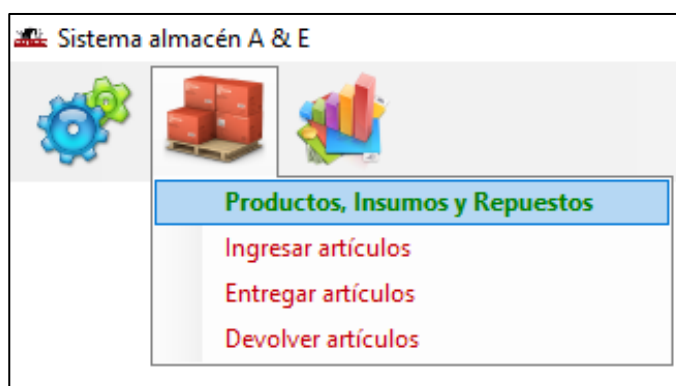 Sistema almacén A & E
Productos, Insumos y Repuestos
Ingresar artículos
Entregar artículos
Devolver artículos